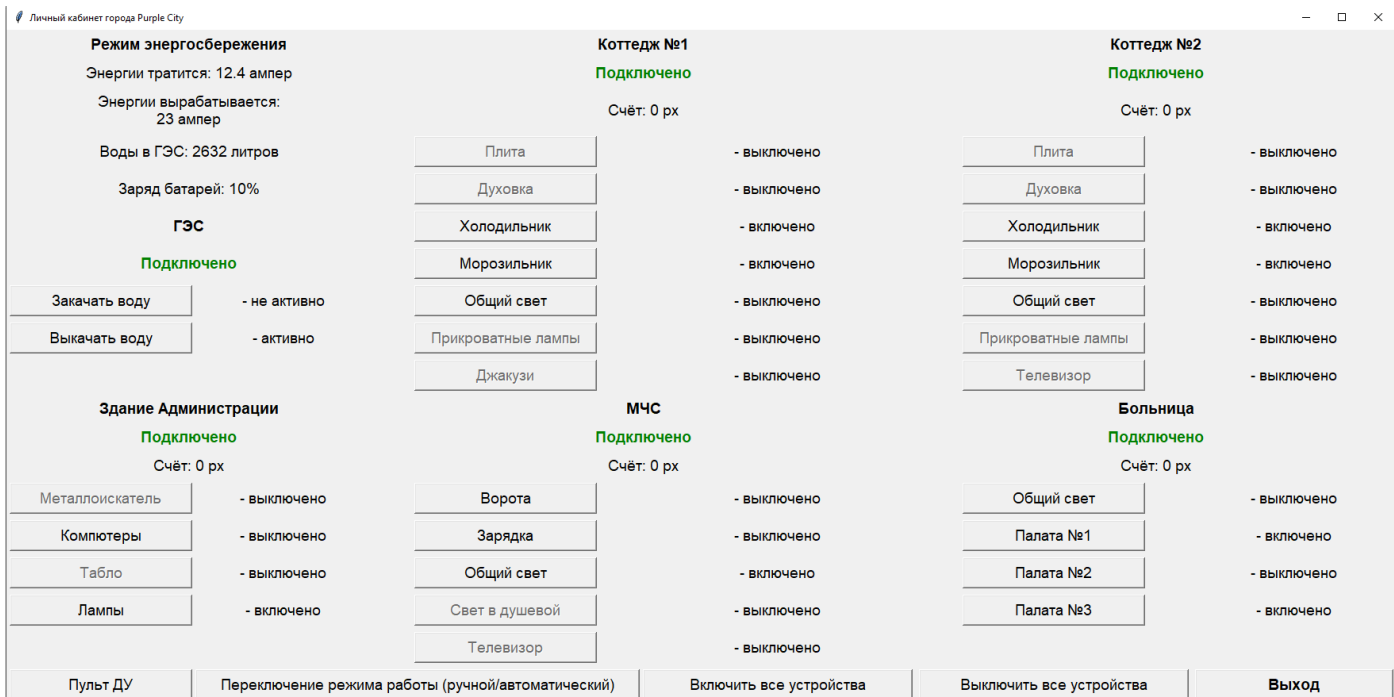 Личный кабинет города Purple City
Режим энергосбережения
Коттедж №1
Коттедж №2
Энергии тратится: 12.4 ампер
Подключено
Подключено
Энергии вырабатывается:
23 ампер
Счёт: 0 рх
Счёт: 0 рх
Воды в ГЭС: 2632 литров
Плита
- выключено
Плита
- выключено
Заряд батарей: 10%
Духовка
- выключено
Духовка
- выключено
ГЭС
Холодильник
- включено
Холодильник
- включено
Подключено
Морозильник
- включено
Морозильник
- включено
Закачать воду
- не активно
Общий свет
- выключено
Общий свет
- выключено
Выкачать воду
- активно
Прикроватные лампы
- выключено
Прикроватные лампы
- выключено
Джакузи
- выключено
Телевизор
- выключено
Здание Администрации
МЧС
Больница
Подключено
Подключено
Подключено
Счёт: 0 рх
Счёт: 0 рх
Счёт: 0 рх
Металлоискатель
- выключено
Ворота
- выключено
Общий свет
- выключено
Компютеры
- выключено
Зарядка
- выключено
Палата №1
- включено
Табло
- выключено
Общий свет
- включено
Палата №2
- выключено
Лампы
- включено
Свет в душевой
- выключено
Палата №3
- включено
Телевизор
- выключено
Пульт ДУ
Переключение режима работы (ручной/автоматический)
Включить все устройства
Выключить все устройства
Выход